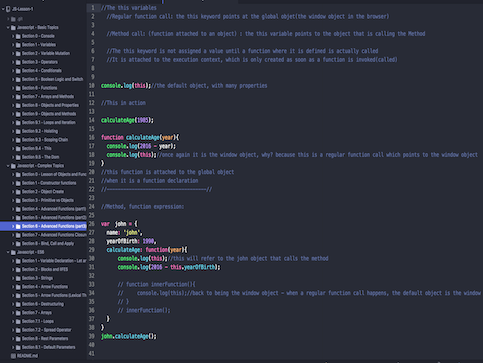 JS-Lesson-1
.git
Javascript - Basic Topics
Section 0 - Console
Section 1 - Variables
Section 2 - Variable Mutation
Section 3 - Operators
Section 4 - Conditionals
Section 5 - Boolean Logic and Switch
Section 6 - Functions
Section 7 - Arrays and Methods
Section 8 - Objects and Properties
Section 9 - Objects and Methods
Section 8.1 - Loops and Iteration
Section 8.2 - Hoisting
Section 8.3 - Scoping Chain
Section 8.4 - This
Section 8.5 - The Dom
Javascript - Complex Topics
Section 0 - Lesson of Objects and Func
Section 1 - Constructor functions
Section 2 - Object Create
Section 3 - Primitive vs Objects
Section 4 - Advanced Functions (part1)
Section 5 - Advanced Functions (part2)
Section 6 - Advanced Functions (part3)
Section 7 - Advanced Functions Closur
Section 8 - Bind, Call and Apply
Javascript - ES6
Section 1 - Variable Declaration - Let an
Section 2 - Blocks and IIFES
Section 3 - Strings
Section 4 - Arrow Functions
Section 5 - Arrow Functions (Lexical Th
Section 6 - Destructuring
Section 7 - Arrays
Section 7.1 - Loops
Section 7.2 - Spread Operator
Section 8 - Rest Parameters
Section 8.1 - Default Parameters
README.md
1 //The this variables
2 //Regular function call: the this keyword points at the global objet(the window object in the browser)
3
4 //Method call: (function attached to an object) : the this variable points to the object that is calling the Method
5
6 //The this keyword is not assigned a value until a function where it is defined is actually called
7 //It is attached to the execution context, which is only created as soon as a function is invoked(called)
8
9
10 console.log(this);//the default object, with many properties
11
12 //This in action
13
14 calculateAge(1985);
15
16 function calculateAge(year){
17 console.log(2016 - year);
18 console.log(this);//once again it is the window object, why? because this is a regular function call which points to the window object
19 }
20 //this function is attached to the global object
21 //when it is a function declaration
22 //----------------------------------//
23
24 //Method, function expression:
25
26 var john = {
27 name: 'john',
28 yearOfBirth: 1990,
29 calculateAge: function(year){
30 console.log(this);//this will refer to the john object that calls the method
31 console.log(2016 - this.yearOfBirth);
32
33 // function innerfunction(){
34 // console.log(this);//back to being the window object - when a regular function call happens, the default object is the window
35 // }
36 // innerfunction();
37 }
38 }
39 john.calculateAge();
40
41